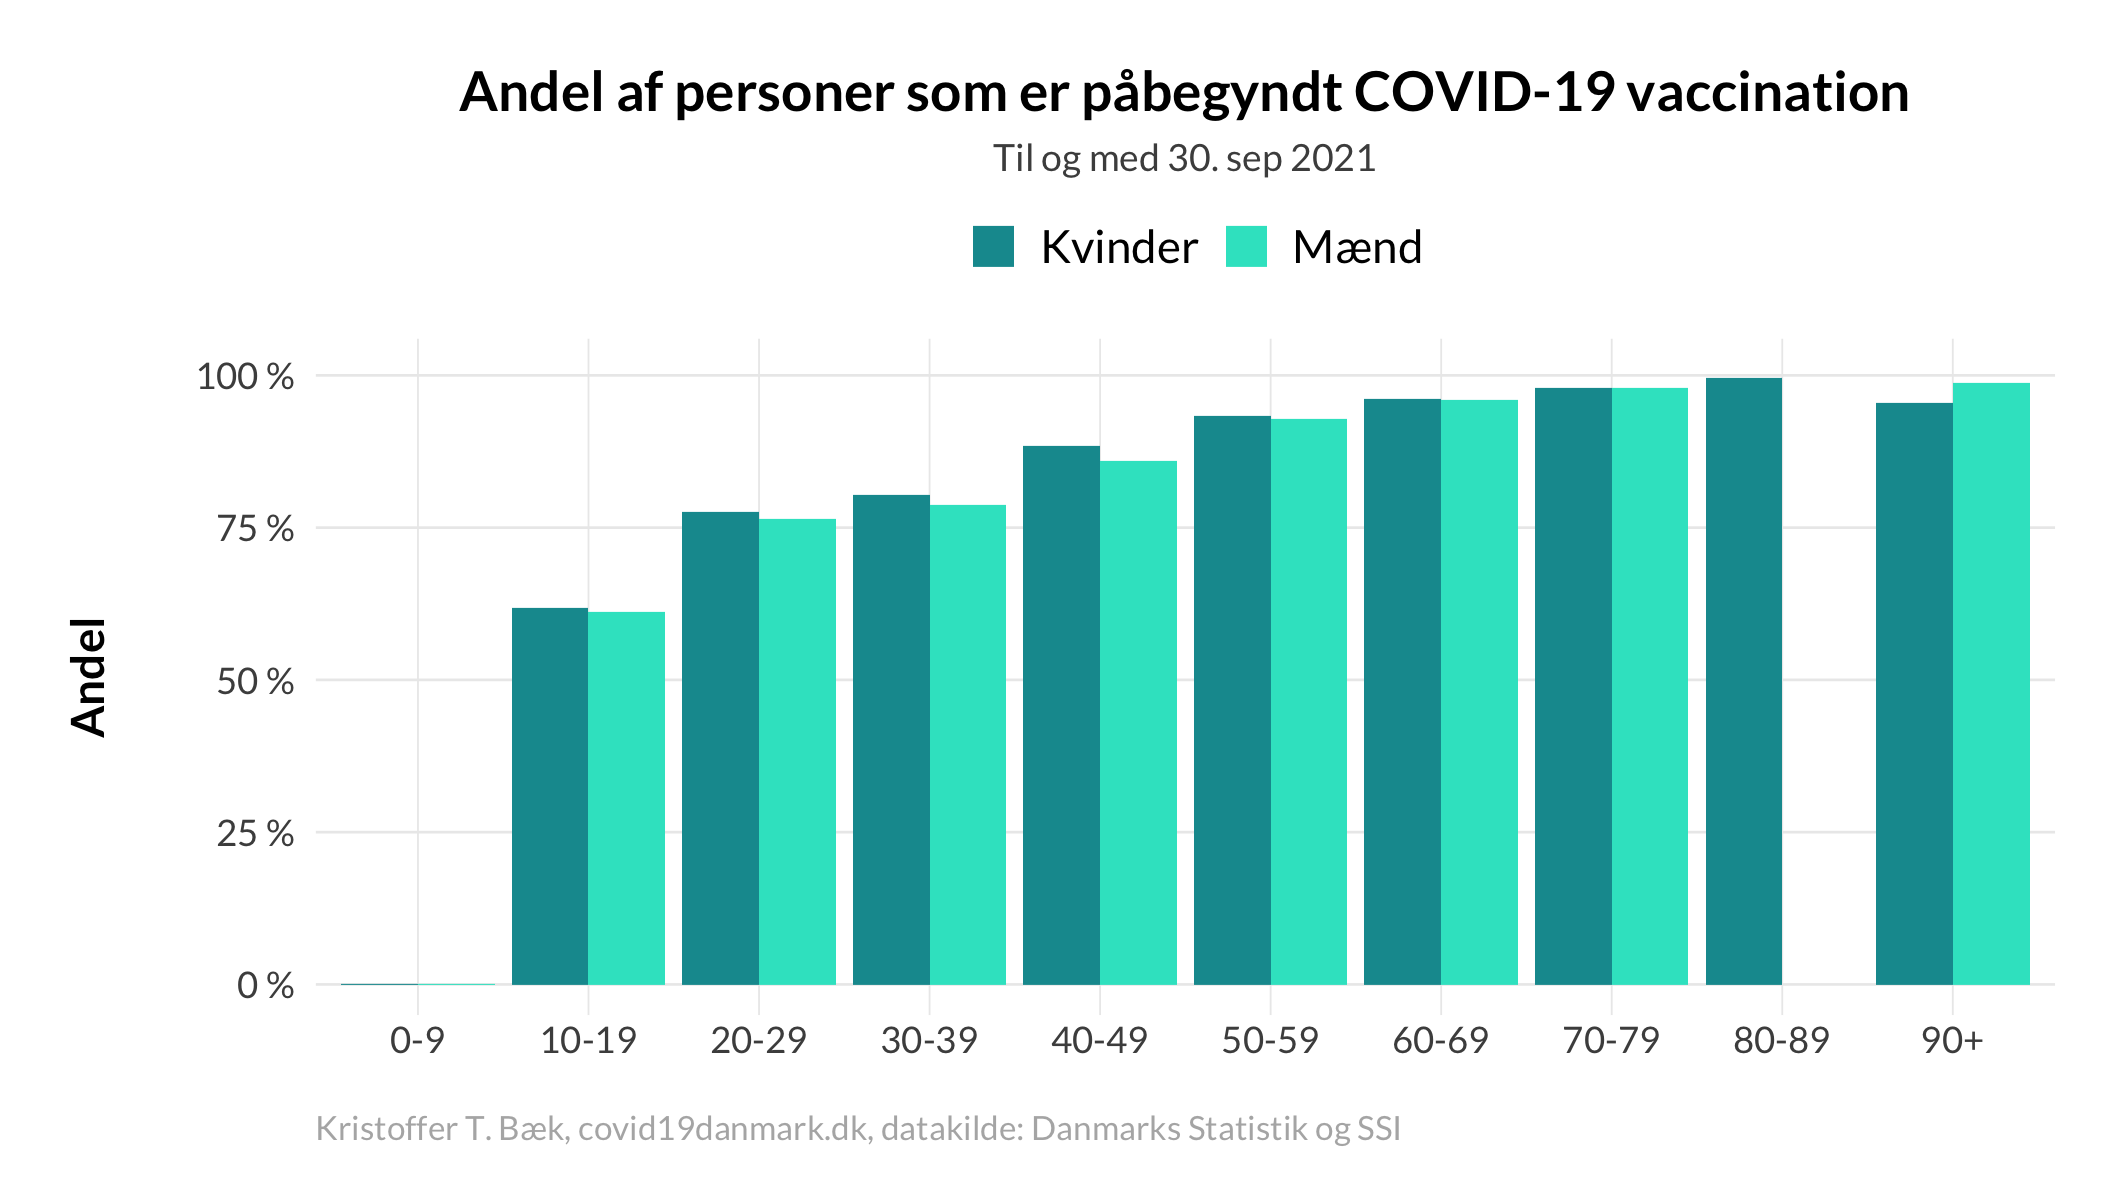 Andel af personer som er påbegyndt COVID-19 vaccination
Til og med 30. sep 2021
Kvinder Mænd
100 %
75 %
50 %
25 %
0 %
Andel
0-9 10-19 20-29 30-39 40-49 50-59 60-69 70-79 80-89 90+
Kristoffer T. Bæk, covid19danmark.dk, datakilde: Danmarks Statistik og SSI